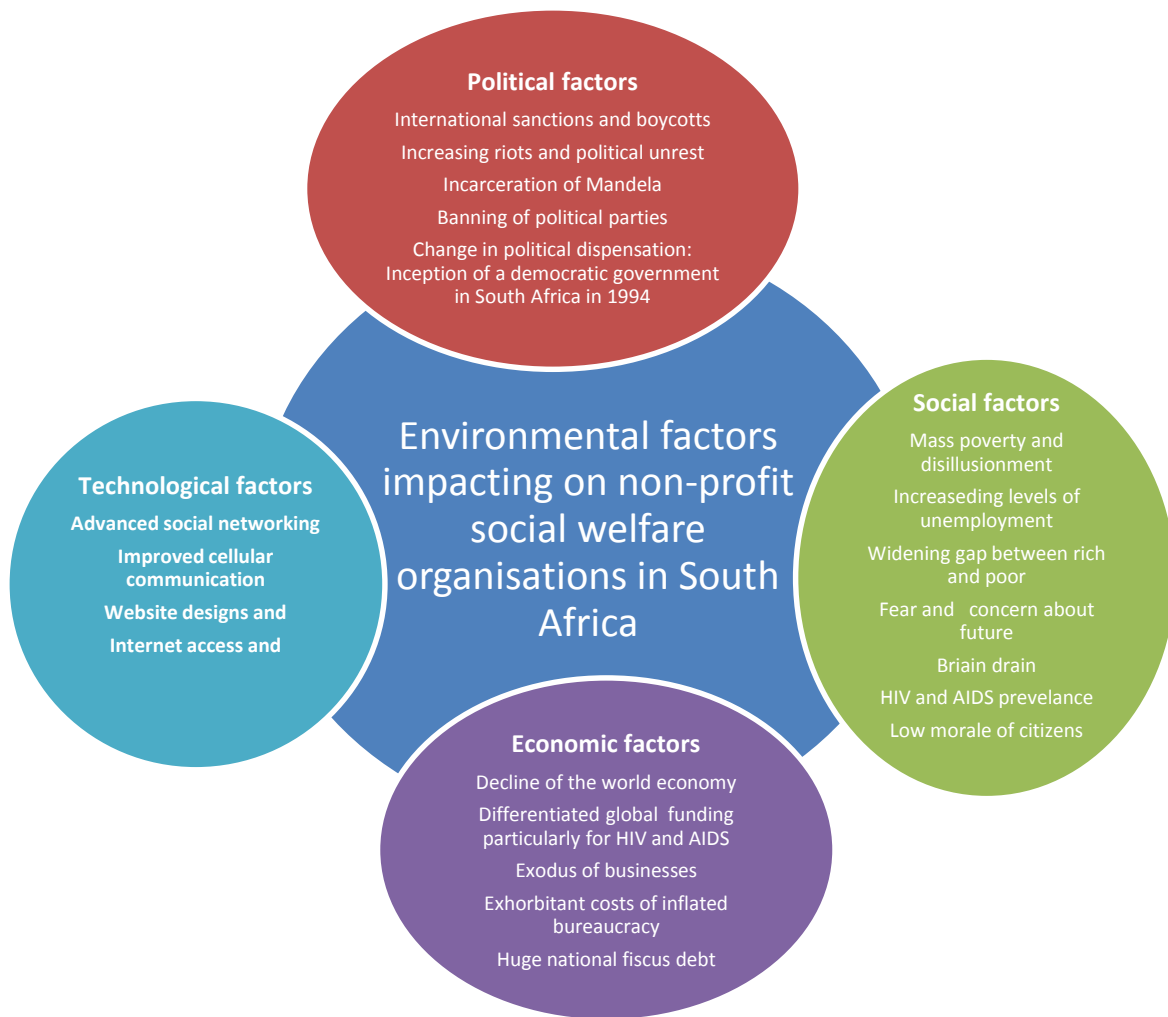 Political factors
International sanctions and boycotts
Increasing riots and political unrest
Incarceration of Mandela
Banning of political parties
Change in political dispensation:
Inception of a democratic government
in South Africa in 1994
Environmental factors
impacting on non-profit
social welfare
organisations in South
Africa
Social factors
Mass poverty and
disillusionment
Increaseding levels of
unemployment
Widening gap between rich
and poor
Fear and concern about
future
Briain drain
HIV and AIDS prevelance
Low morale of citizens
Technological factors
Advanced social networking
Improved cellular
communication
Website designs and
Internet access and
Economic factors
Decline of the world economy
Differentiated global funding
particularly for HIV and AIDS
Exodus of businesses
Exhorbitant costs of inflated
bureaucracy
Huge national fiscus debt